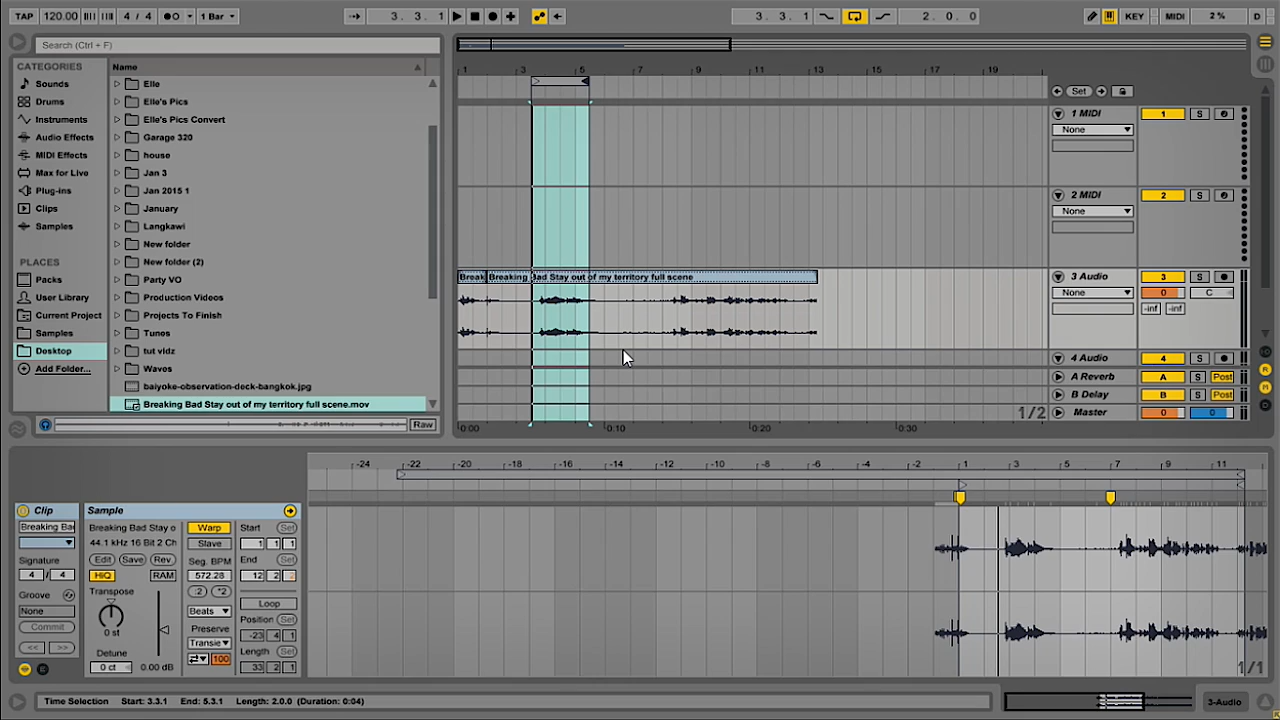 TAP 120.00 4 / 4 1 Bar 3. 3. 1 3. 3. 1 2. 0. 0 KEY MIDI 2 % D
Search (Ctrl + F)
CATEGORIES
Sounds
Drums
Instruments
Audio Effects
MIDI Effects
Max for Live
Plug-ins
Clips
Samples
PLACES
Packs
User Library
Current Project
Samples
Desktop
Add Folder...
Name
Elle
Elle's Pics
Elle's Pics Convert
Garage 320
house
Jan 3
Jan 2015 1
January
Langkawi
New folder
New folder (2)
Party VO
Production Videos
Projects To Finish
Tunes
tut vidz
Waves
baiyoke-observation-deck-bangkok.jpg
Breaking Bad Stay out of my territory full scene.mov
Raw
1 3 5 7 9 11 13 15 17 19
Set
1 MIDI 1 S
None
2 MIDI 2 S
None
Break Breaking Bad Stay out of my territory full scene
3 Audio 3 S
None 0 C
-inf -inf
4 Audio 4 S
A Reverb A S Post
B Delay B S Post
1/2 Master 0 0
0:00 0:10 0:20 0:30
-24 -22 -20 -18 -16 -14 -12 -10 -8 -6 -4 -2 1 3 5 7 9 11
Clip
Breaking Bad
Signature
4 / 4
Groove
None
Commit
<< >>
Sample
Breaking Bad Stay o
44.1 kHz 16 Bit 2 Ch
Edit Save Rev
HiQ RAM
Transpose
0 st
Detune
0 ct 0.00 dB
Warp
Slave
Seg. BPM
572.28
:2 *2
Beats
Preserve
Transie
100
Start Set
1 1 1
End Set
12 2
Loop
Position Set
-23 4 1
Length Set
33 2 1
1/1
Time Selection Start: 3.3.1 End: 5.3.1 Length: 2.0.0 (Duration: 0:04)
3-Audio